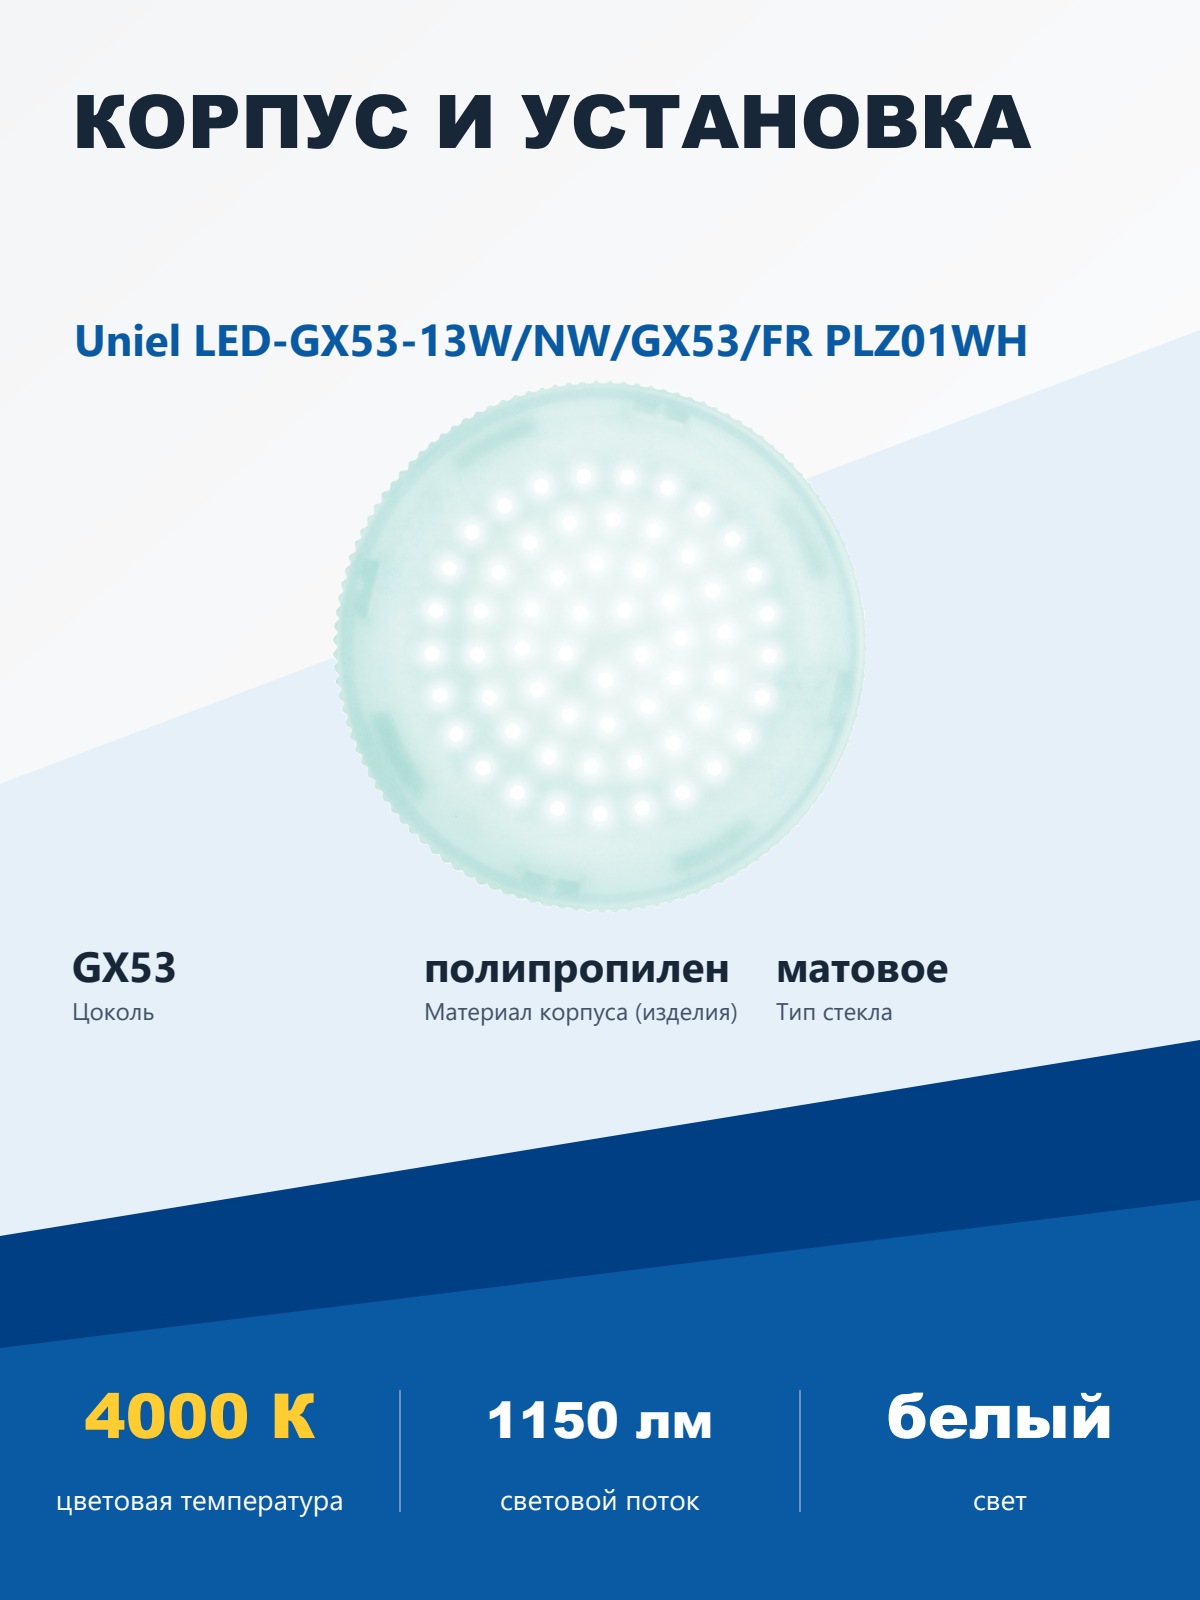 КОРПУС И УСТАНОВКА
Uniel LED-GX53-13W/NW/GX53/FR PLZ01WH
GX53
Цоколь
полипропилен
Материал корпуса (изделия)
матовое
Тип стекла
4000 К
цветовая температура
1150 лм
световой поток
белый
свет